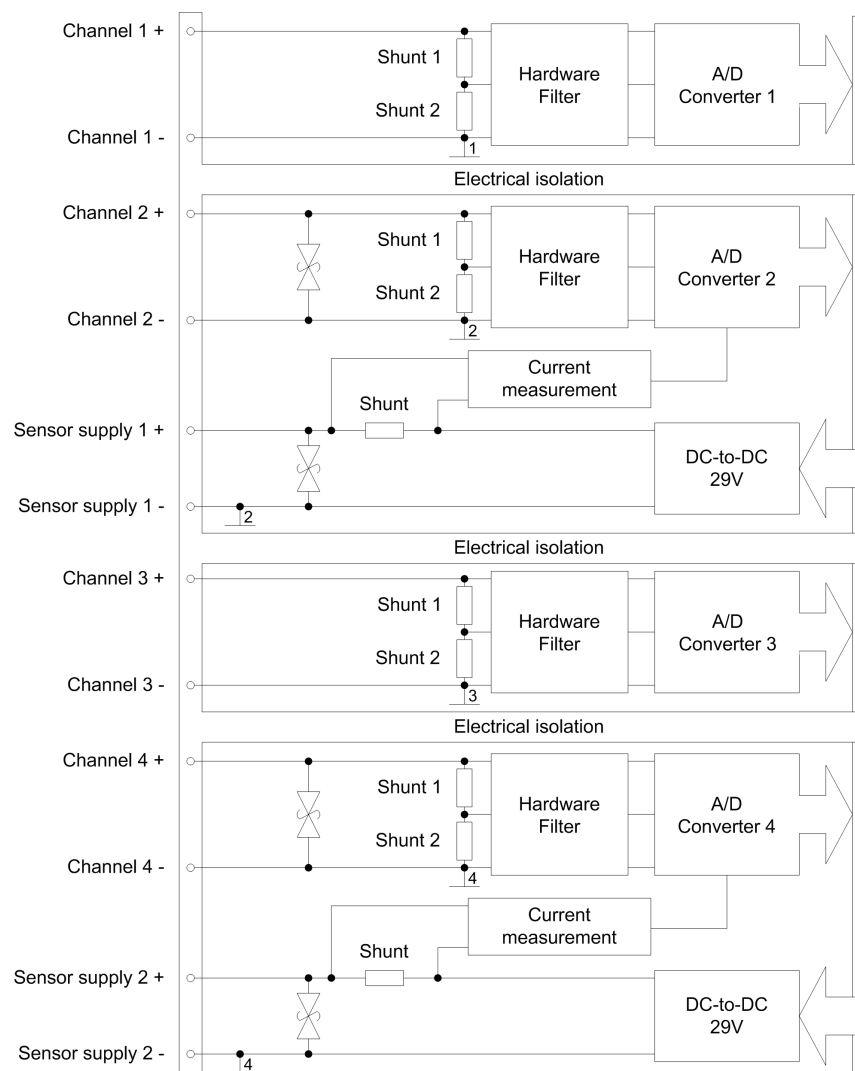 Channel 1 +
Shunt 1
Hardware
Filter
A/D
Converter 1
Shunt 2
Channel 1 -
1
Electrical isolation
Channel 2 +
Shunt 1
Hardware
Filter
A/D
Converter 2
Shunt 2
Channel 2 -
2
Current
measurement
Shunt
Sensor supply 1 +
DC-to-DC
29V
Sensor supply 1 -
2
Electrical isolation
Channel 3 +
Shunt 1
Hardware
Filter
A/D
Converter 3
Shunt 2
Channel 3 -
3
Electrical isolation
Channel 4 +
Shunt 1
Hardware
Filter
A/D
Converter 4
Shunt 2
Channel 4 -
4
Current
measurement
Shunt
Sensor supply 2 +
DC-to-DC
29V
Sensor supply 2 -
4